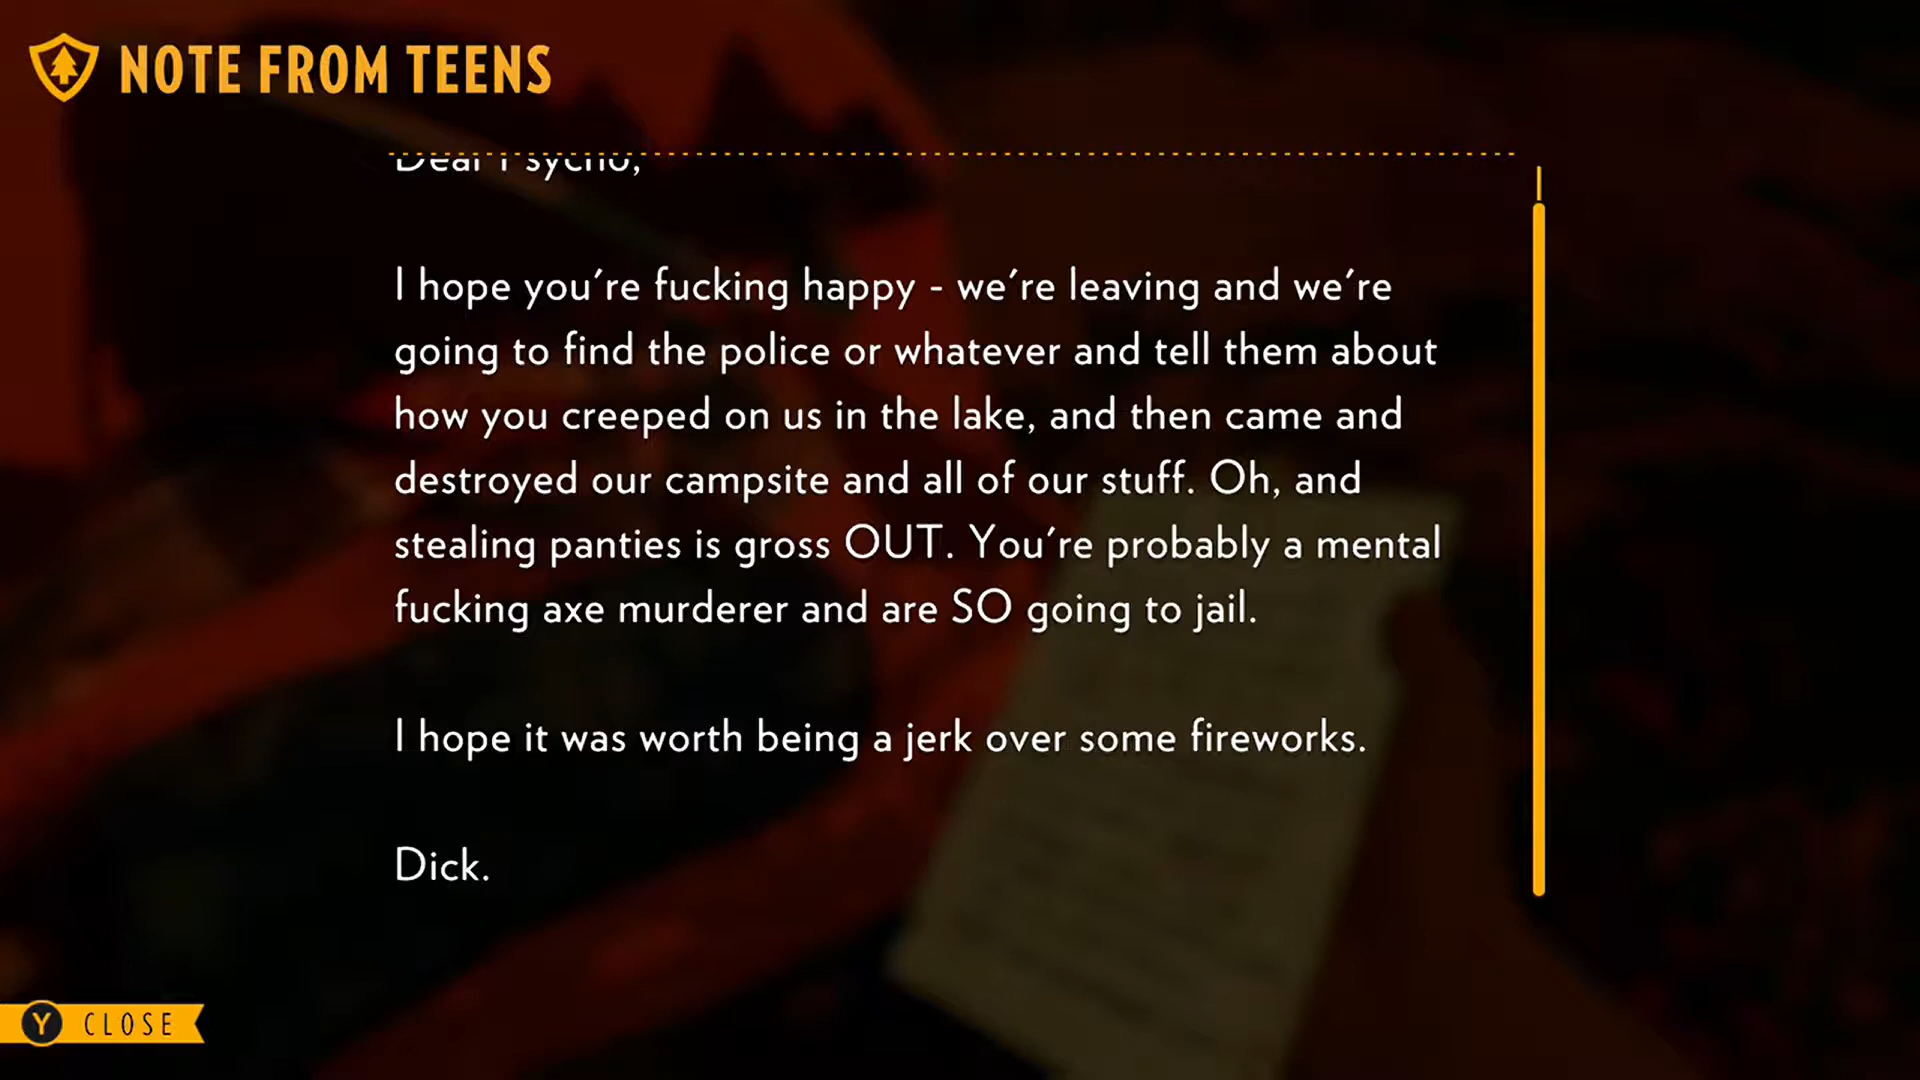 NOTE FROM TEENS
Dear Psycho,
I hope you're fucking happy - we're leaving and we're
going to find the police or whatever and tell them about
how you creeped on us in the lake, and then came and
destroyed our campsite and all of our stuff. Oh, and
stealing panties is gross OUT. You're probably a mental
fucking axe murderer and are SO going to jail.
I hope it was worth being a jerk over some fireworks.
Dick.
Y CLOSE